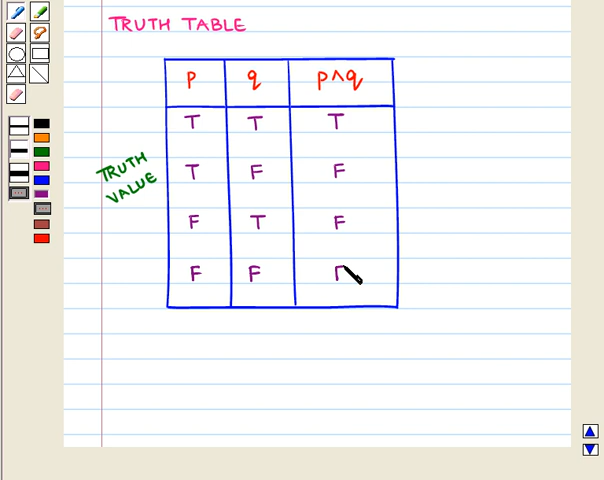 TRUTH TABLE
p q p∧q
T T T
TRUTH
VALUE
T F F
F T F
F F